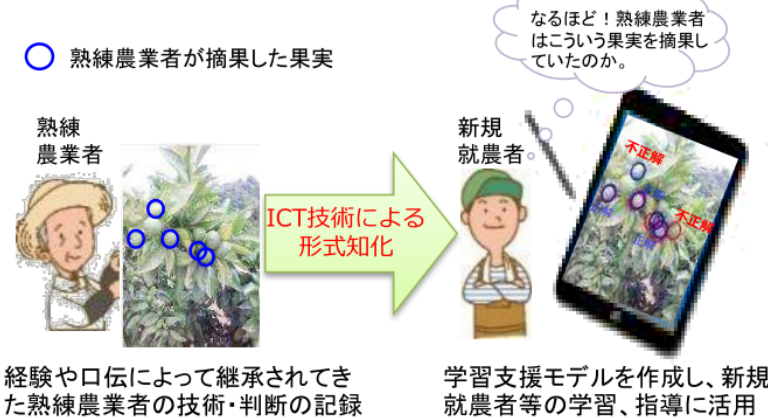 なるほど！熟練農業者
はこういう果実を摘果し
ていたのか。
熟練農業者が摘果した果実
熟練
農業者
新規
就農者
ICT技術による
形式知化
不正解
正解
不正解
正解
正解
経験や口伝によって継承されてき
た熟練農業者の技術・判断の記録
学習支援モデルを作成し、新規
就農者等の学習、指導に活用